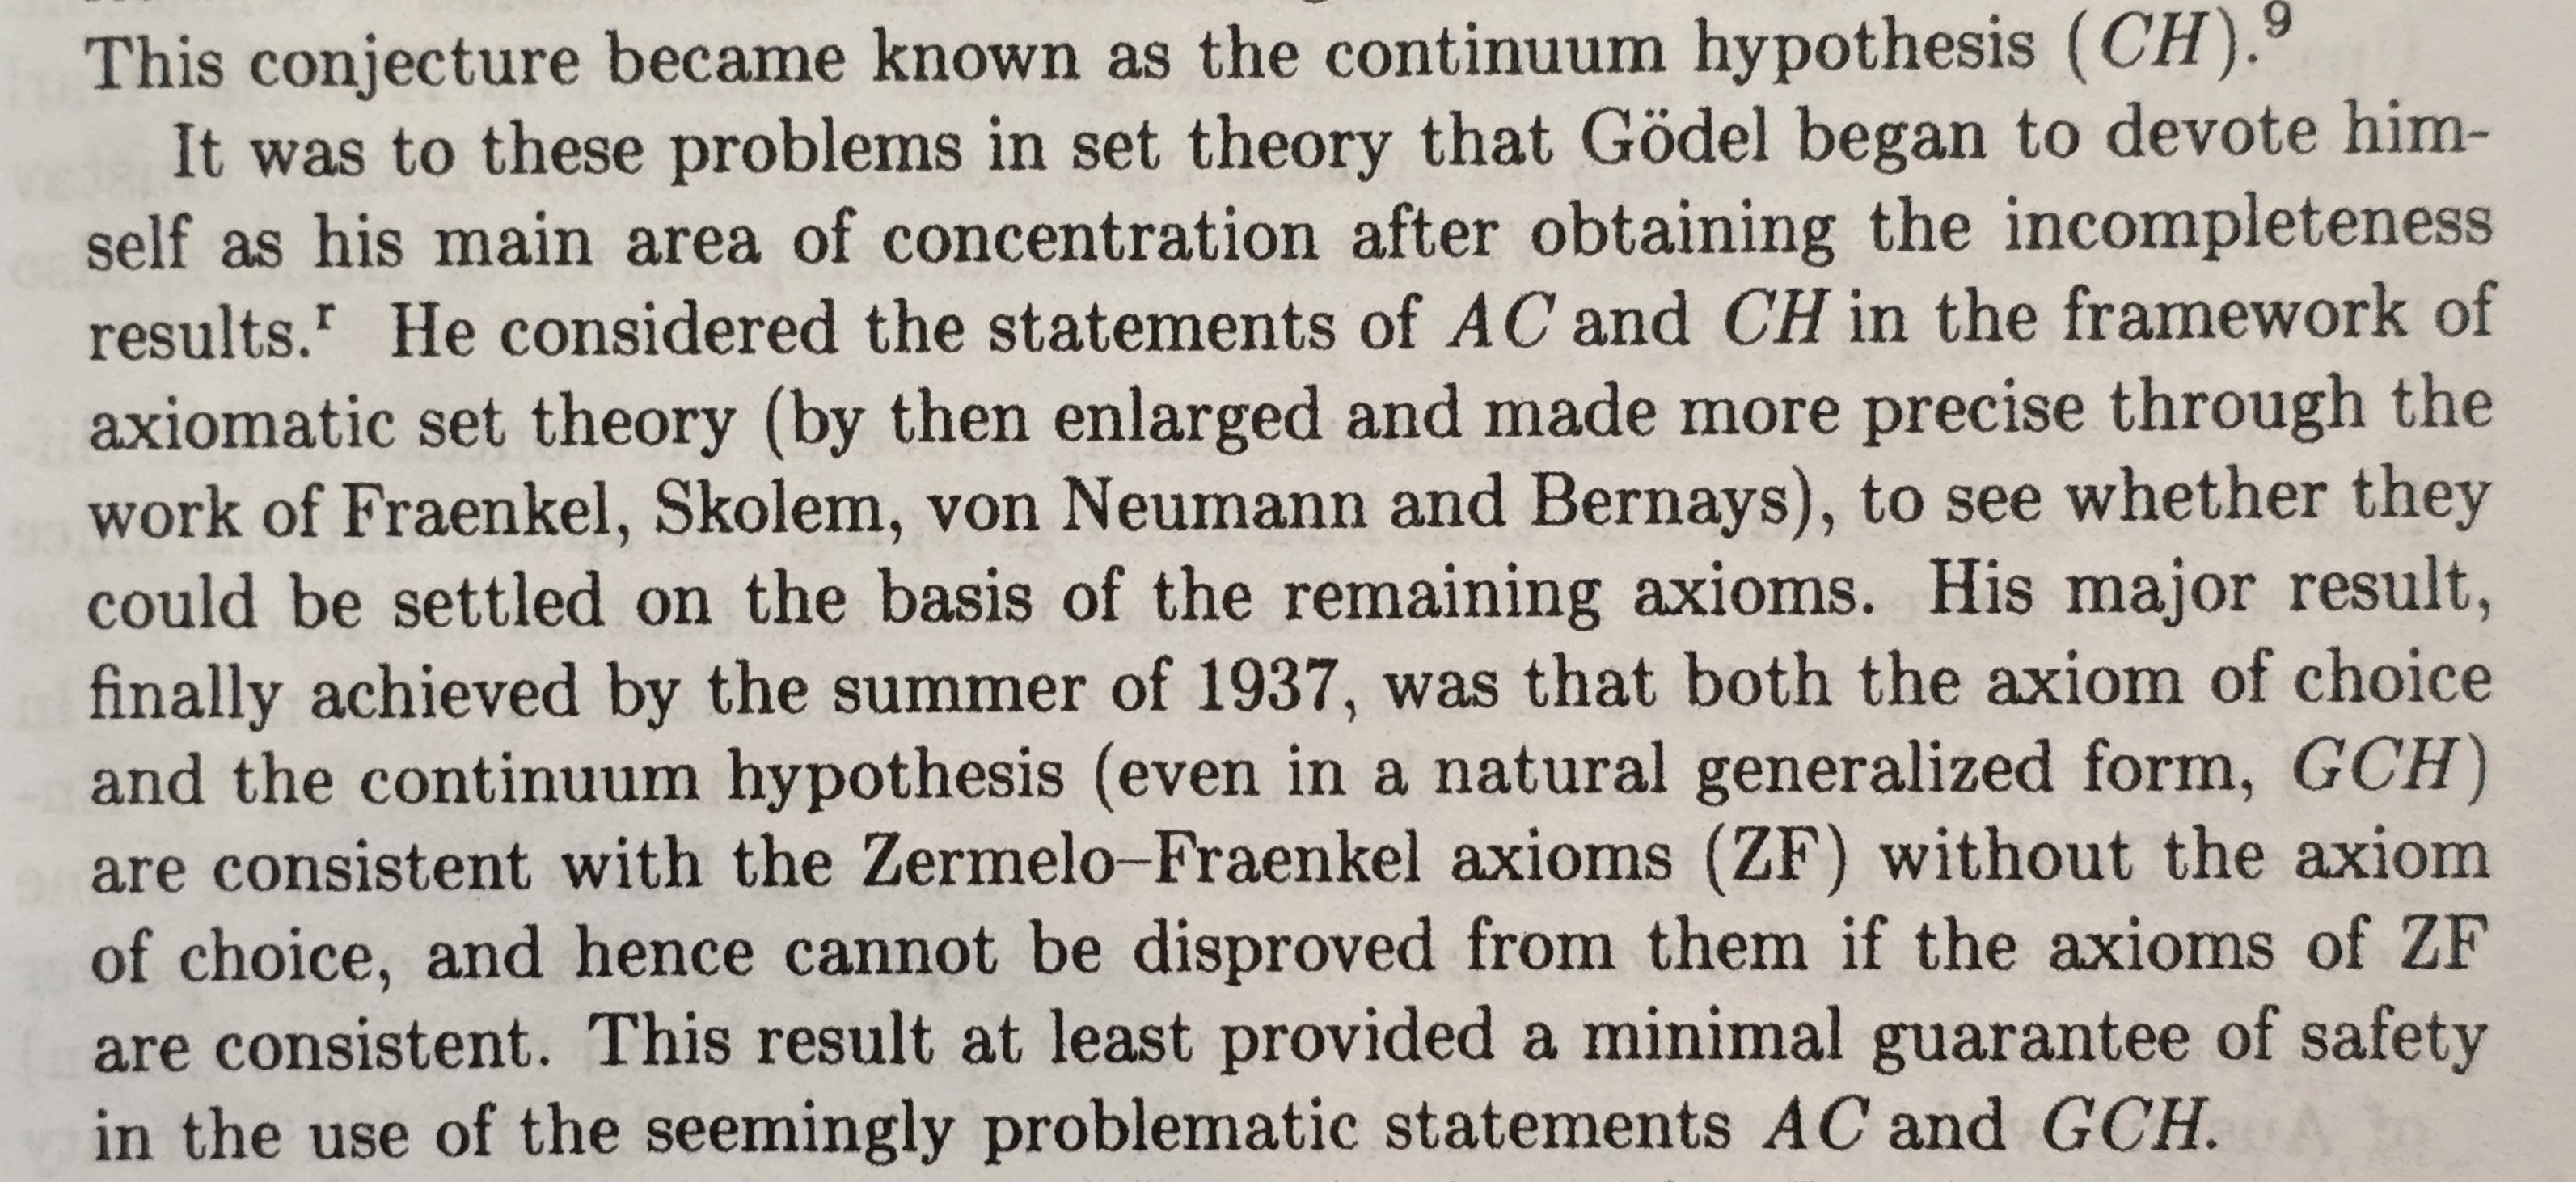 This conjecture became known as the continuum hypothesis (CH).⁹
It was to these problems in set theory that Gödel began to devote him-
self as his main area of concentration after obtaining the incompleteness
results.ʳ He considered the statements of AC and CH in the framework of
axiomatic set theory (by then enlarged and made more precise through the
work of Fraenkel, Skolem, von Neumann and Bernays), to see whether they
could be settled on the basis of the remaining axioms. His major result,
finally achieved by the summer of 1937, was that both the axiom of choice
and the continuum hypothesis (even in a natural generalized form, GCH)
are consistent with the Zermelo–Fraenkel axioms (ZF) without the axiom
of choice, and hence cannot be disproved from them if the axioms of ZF
are consistent. This result at least provided a minimal guarantee of safety
in the use of the seemingly problematic statements AC and GCH.